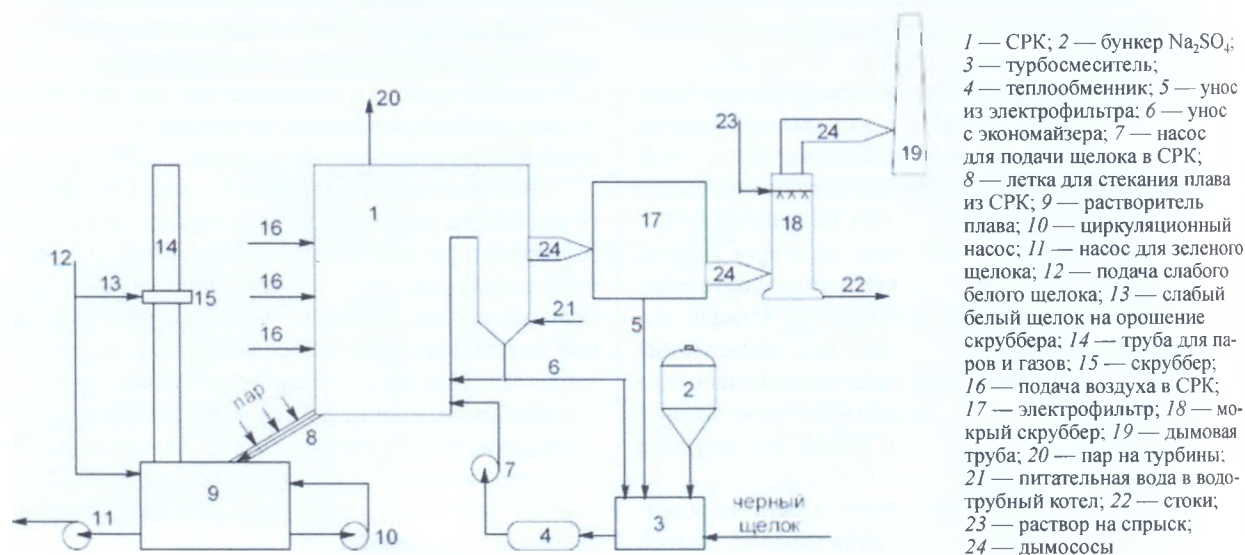 20
23
24
19
1
16
17
18
14
12
13
15
16
24
24
22
16
21
5
6
2
пар
8
7
9
черный
щелок
11
10
4
3
1 — СРК; 2 — бункер Na₂SO₄;
3 — турбосмеситель;
4 — теплообменник; 5 — унос
из электрофильтра; 6 — унос
с экономайзера; 7 — насос
для подачи щелока в СРК;
8 — летка для стекания плава
из СРК; 9 — растворитель
плава; 10 — циркуляционный
насос; 11 — насос для зеленого
щелока; 12 — подача слабого
белого щелока; 13 — слабый
белый щелок на орошение
скруббера; 14 — труба для па-
ров и газов; 15 — скруббер;
16 — подача воздуха в СРК;
17 — электрофильтр; 18 — мо-
крый скруббер; 19 — дымовая
труба; 20 — пар на турбины;
21 — питательная вода в водо-
трубный котел; 22 — стоки;
23 — раствор на спрыск;
24 — дымососы